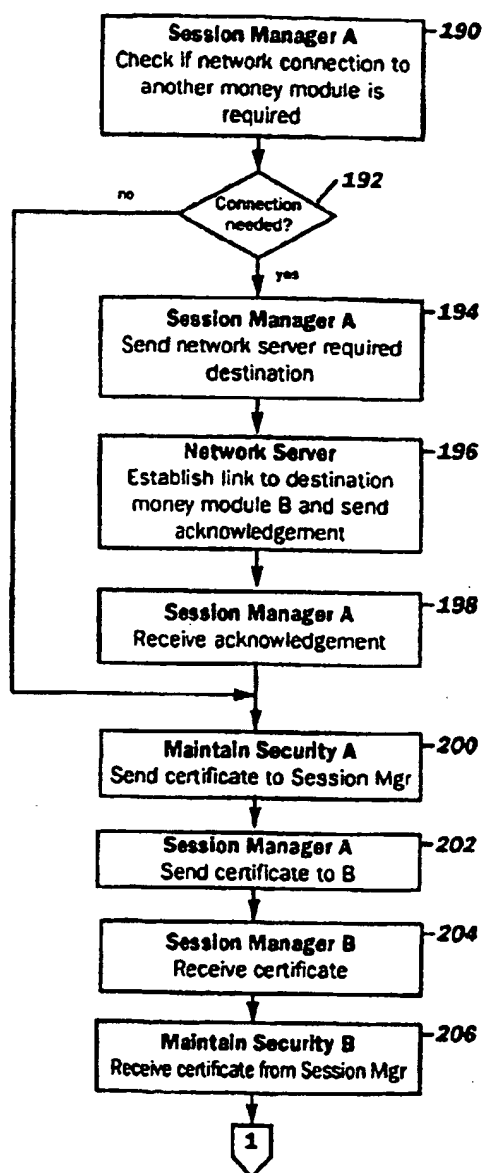 Session Manager A
190
Check if network connection to
another money module is
required
192
no
Connection
needed?
yes
Session Manager A
194
Send network server required
destination
Network Server
196
Establish link to destination
money module B and send
acknowledgement
Session Manager A
198
Receive acknowledgement
Maintain Security A
200
Send certificate to Session Mgr
Session Manager A
202
Send certificate to B
Session Manager B
204
Receive certificate
Maintain Security B
206
Receive certificate from Session Mgr
1